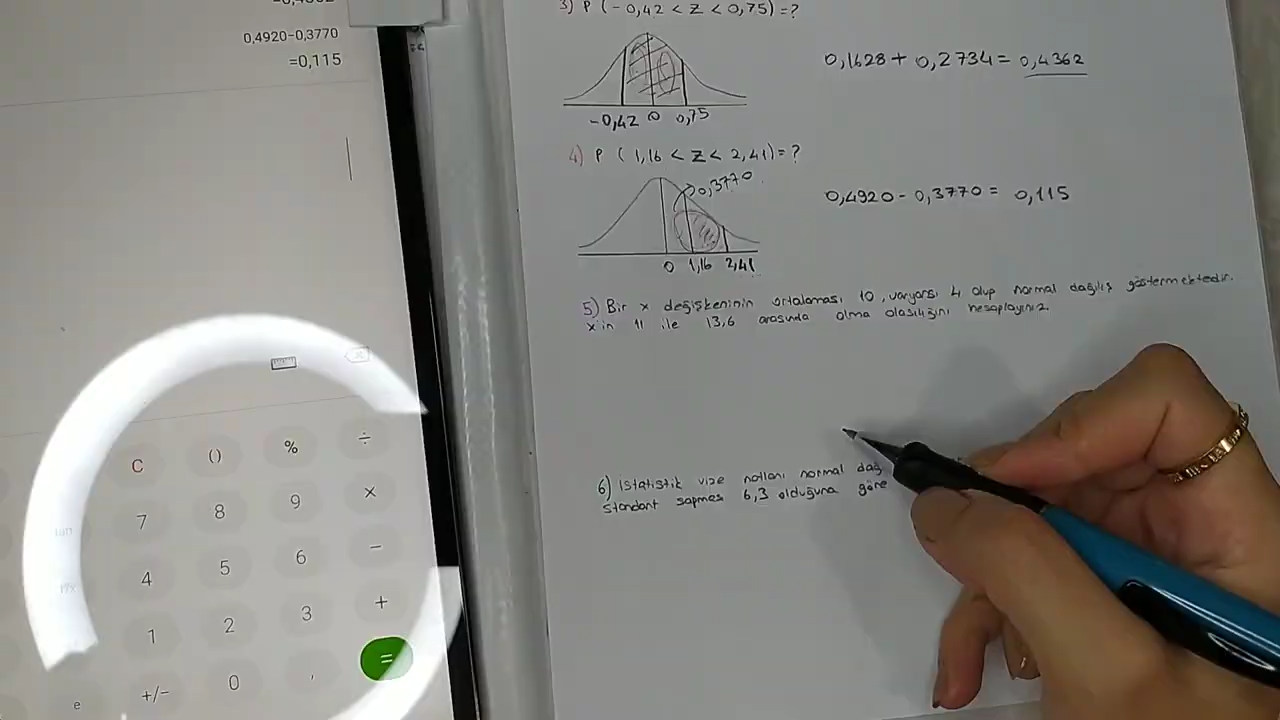 0,4920-0,3770
=0,115
C
()
%
÷
7
8
9
×
4
5
6
−
1
2
3
+
e
+/-
0
,
=
3) P (-0,42 < Z < 0,75) = ?
0,1628 + 0,2734 = 0,4362
-0,42 0 0,75
4) P ( 1,16 < Z < 2,41) = ?
0,3770
0,4920 - 0,3770 = 0,115
0 1,16 2,41
5) Bir x değişkeninin ortalaması 10, varyansı 4 olup normal dağılış göstermektedir.
x'in 11 ile 13,6 arasında olma olasılığını hesaplayınız
6) İstatistik vize notları normal dağ
standart sapması 6,3 olduğuna göre